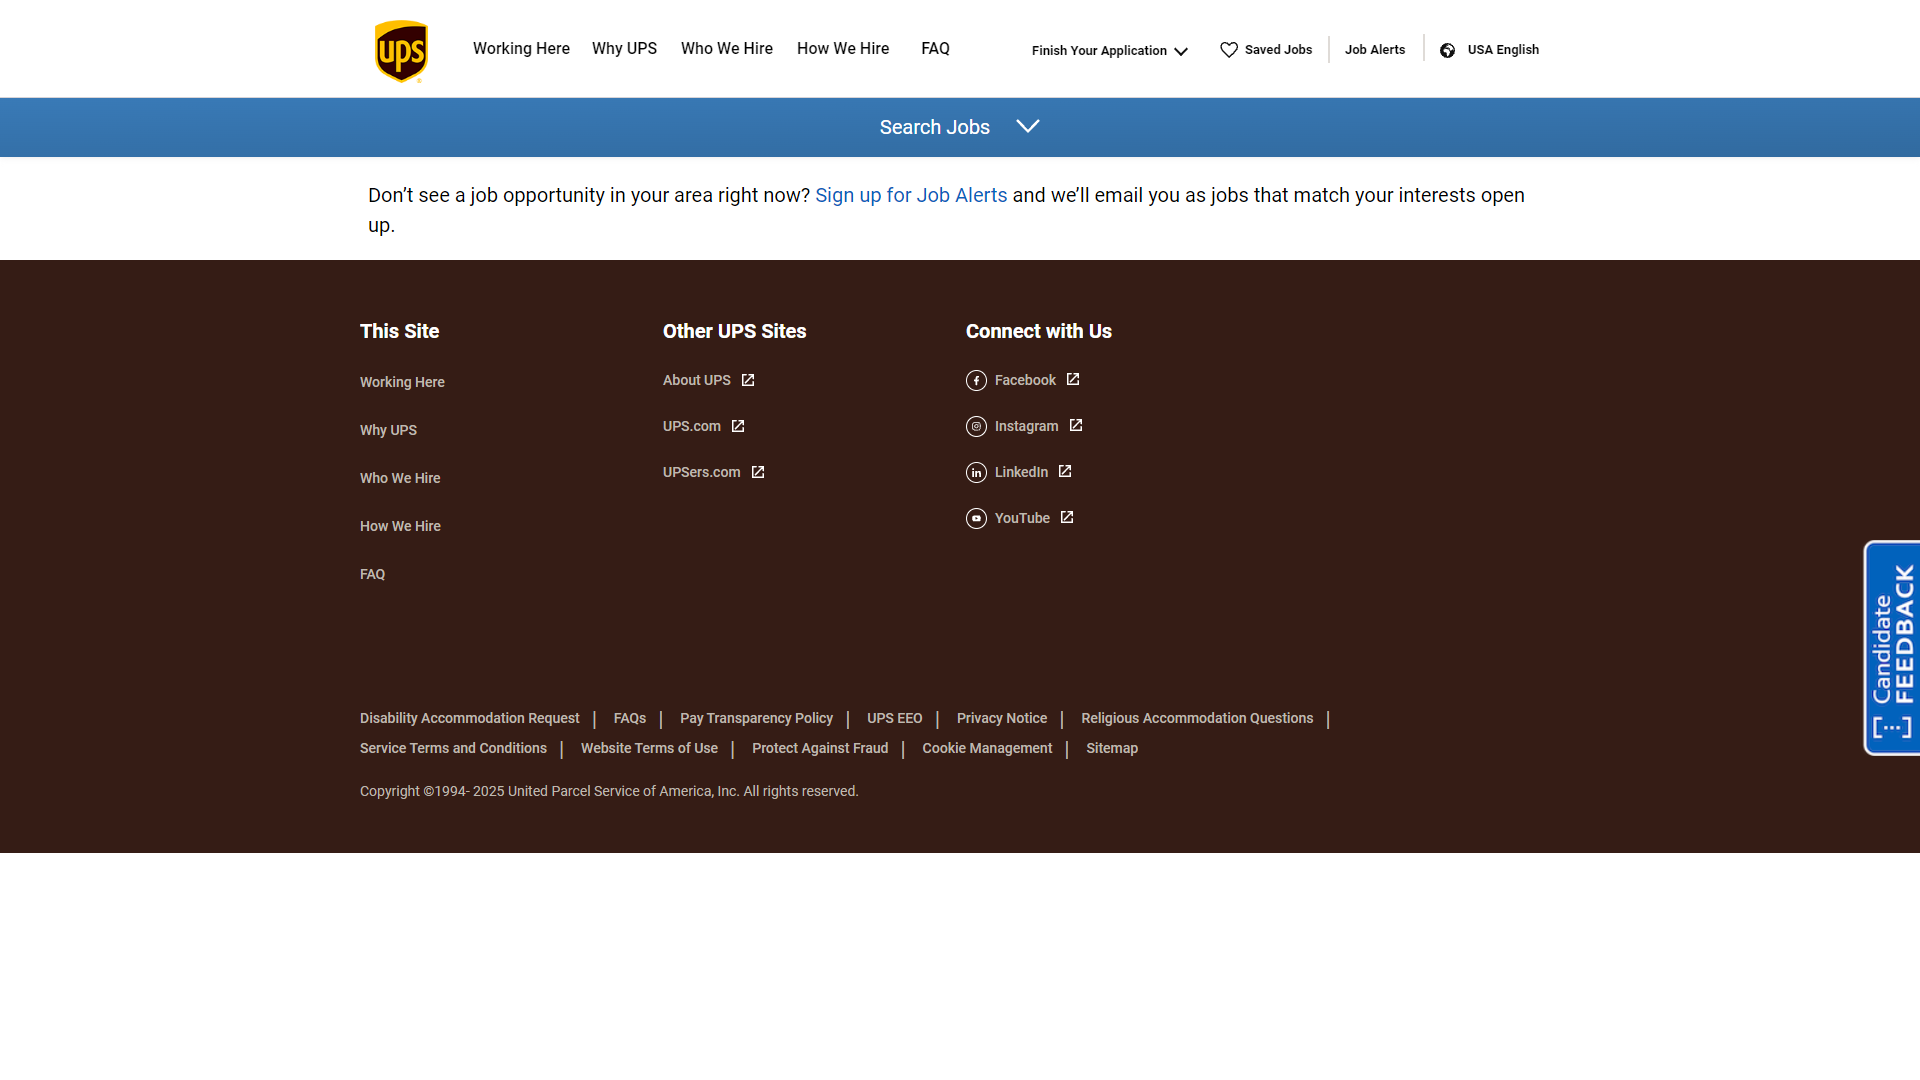 ups Working Here Why UPS Who We Hire How We Hire FAQ Finish Your Application Saved Jobs Job Alerts USA English
Search Jobs
Don’t see a job opportunity in your area right now? Sign up for Job Alerts and we’ll email you as jobs that match your interests open
up.
This Site
Working Here
Why UPS
Who We Hire
How We Hire
FAQ
Other UPS Sites
About UPS
UPS.com
UPSers.com
Connect with Us
Facebook
Instagram
LinkedIn
YouTube
Candidate
FEEDBACK
Disability Accommodation Request | FAQs | Pay Transparency Policy | UPS EEO | Privacy Notice | Religious Accommodation Questions |
Service Terms and Conditions | Website Terms of Use | Protect Against Fraud | Cookie Management | Sitemap
Copyright ©1994- 2025 United Parcel Service of America, Inc. All rights reserved.